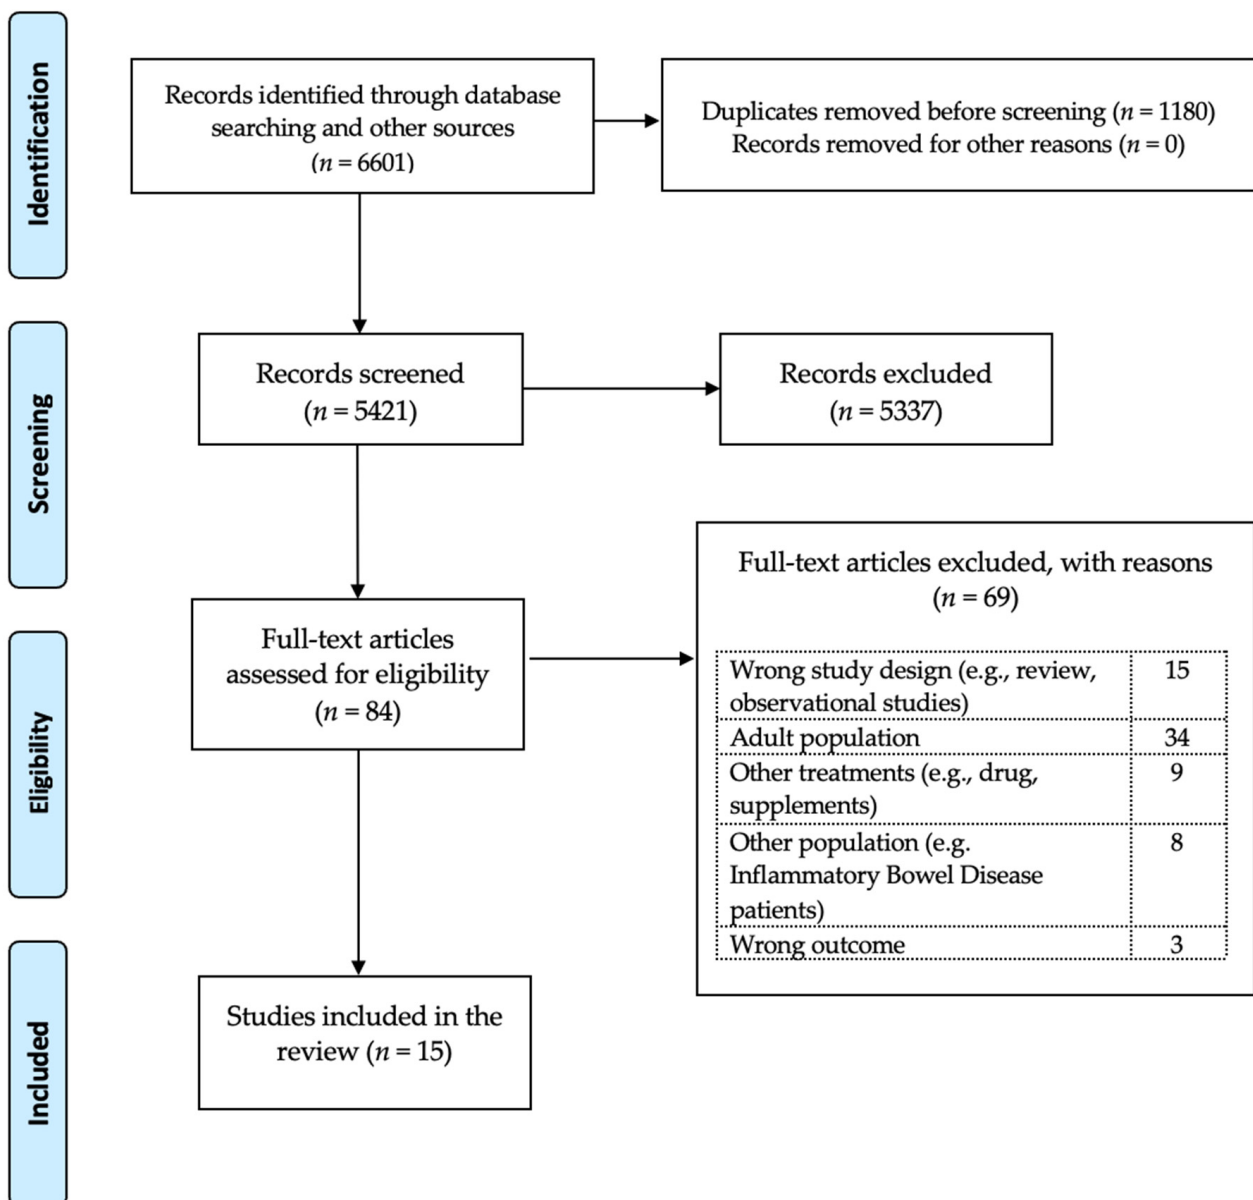 Identification
Records identified through database
searching and other sources
(n = 6601)
Duplicates removed before screening (n = 1180)
Records removed for other reasons (n = 0)
Screening
Records screened
(n = 5421)
Records excluded
(n = 5337)
Eligibility
Full-text articles
assessed for eligibility
(n = 84)
Full-text articles excluded, with reasons
(n = 69)
Wrong study design (e.g., review, 15
observational studies)
Adult population 34
Other treatments (e.g., drug, 9
supplements)
Other population (e.g. 8
Inflammatory Bowel Disease
patients)
Wrong outcome 3
Included
Studies included in the
review (n = 15)